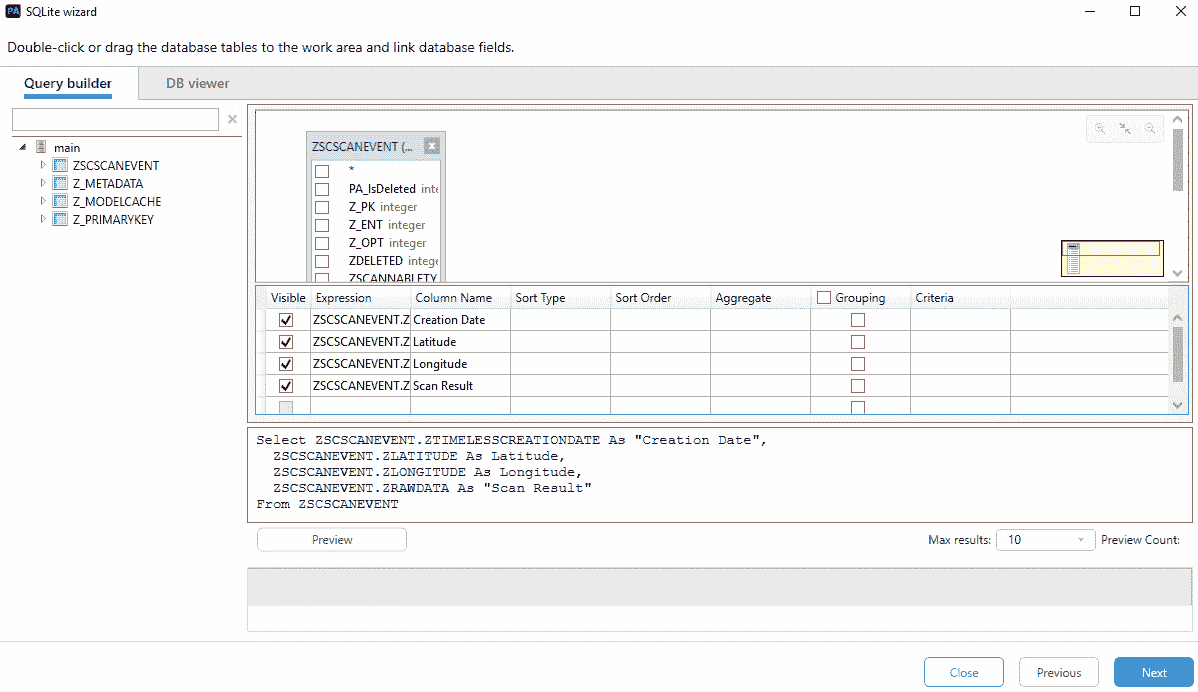 PA SQLite wizard
Double-click or drag the database tables to the work area and link database fields.
Query builder DB viewer
main
ZSCSCANEVENT
Z_METADATA
Z_MODELCACHE
Z_PRIMARYKEY
ZSCSCANEVENT (...
*
PA_IsDeleted inte
Z_PK integer
Z_ENT integer
Z_OPT integer
ZDELETED intege
ZSCANNABLETY
Visible Expression Column Name Sort Type Sort Order Aggregate Grouping Criteria
ZSCSCANEVENT.Z Creation Date
ZSCSCANEVENT.Z Latitude
ZSCSCANEVENT.Z Longitude
ZSCSCANEVENT.Z Scan Result
Select ZSCSCANEVENT.ZTIMELESSCREATIONDATE As "Creation Date",
ZSCSCANEVENT.ZLATITUDE As Latitude,
ZSCSCANEVENT.ZLONGITUDE As Longitude,
ZSCSCANEVENT.ZRAWDATA As "Scan Result"
From ZSCSCANEVENT
Preview Max results: 10 Preview Count:
Close Previous Next